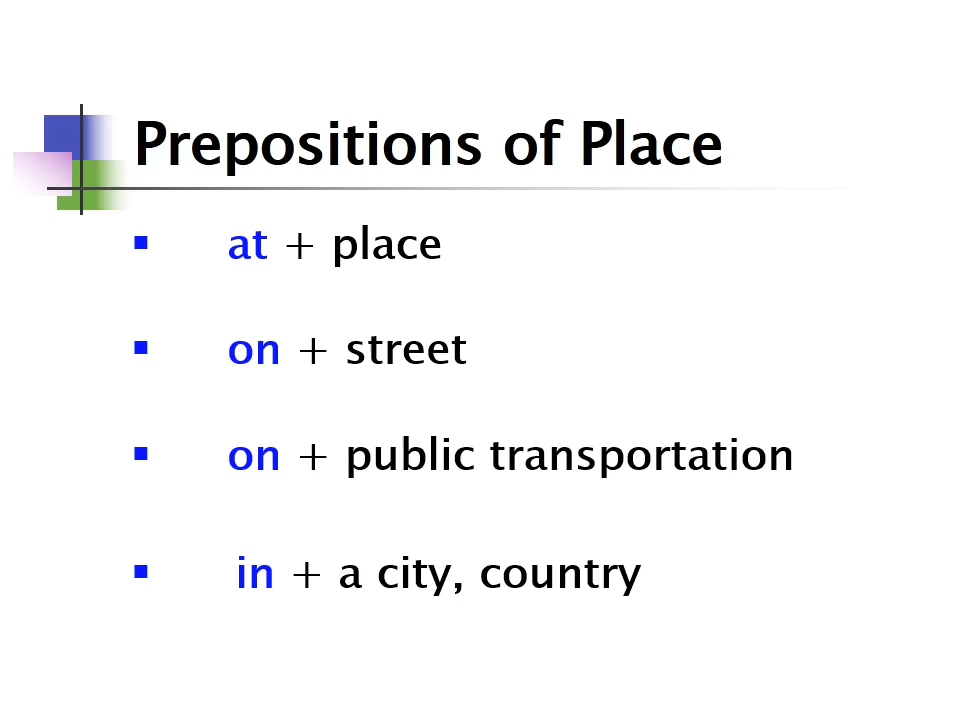 Prepositions of Place
▪ at + place
▪ on + street
▪ on + public transportation
▪ in + a city, country